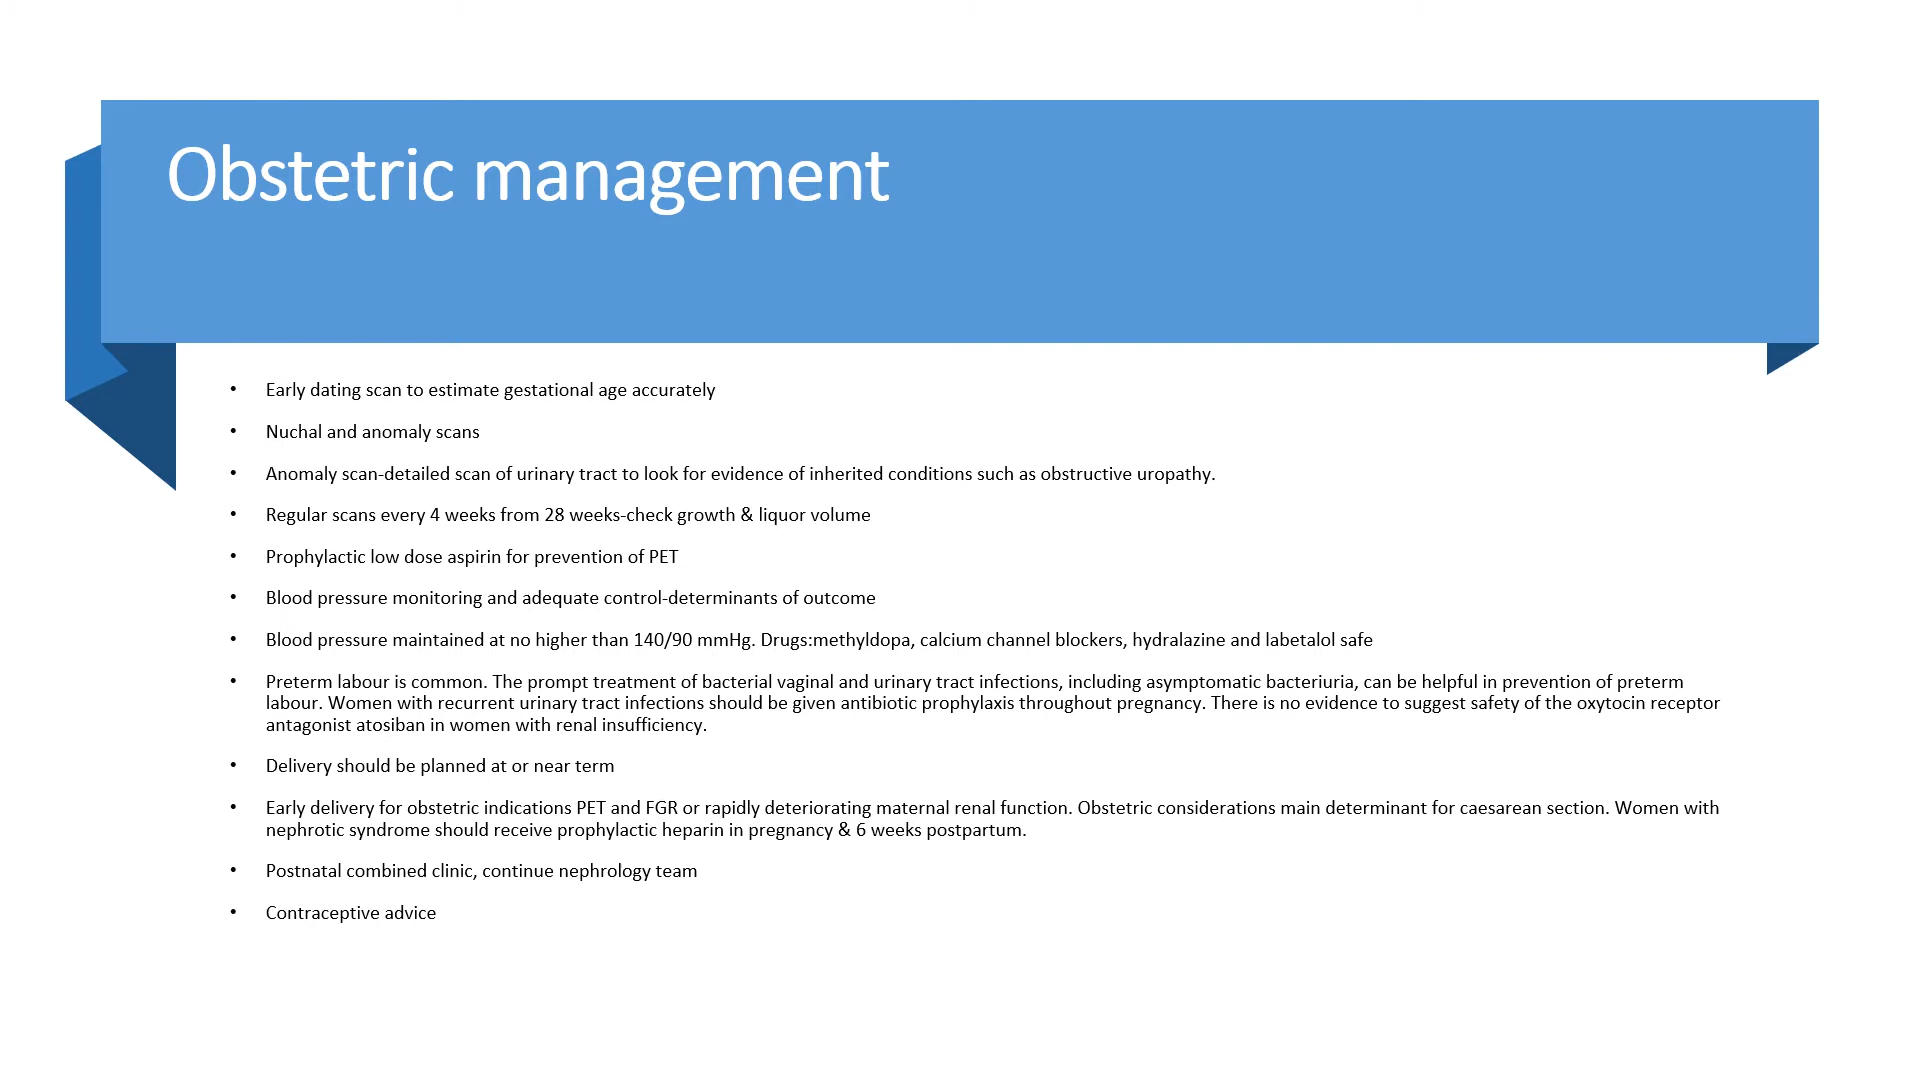 Obstetric management
• Early dating scan to estimate gestational age accurately
• Nuchal and anomaly scans
• Anomaly scan-detailed scan of urinary tract to look for evidence of inherited conditions such as obstructive uropathy.
• Regular scans every 4 weeks from 28 weeks-check growth & liquor volume
• Prophylactic low dose aspirin for prevention of PET
• Blood pressure monitoring and adequate control-determinants of outcome
• Blood pressure maintained at no higher than 140/90 mmHg. Drugs:methyldopa, calcium channel blockers, hydralazine and labetalol safe
• Preterm labour is common. The prompt treatment of bacterial vaginal and urinary tract infections, including asymptomatic bacteriuria, can be helpful in prevention of preterm
labour. Women with recurrent urinary tract infections should be given antibiotic prophylaxis throughout pregnancy. There is no evidence to suggest safety of the oxytocin receptor
antagonist atosiban in women with renal insufficiency.
• Delivery should be planned at or near term
• Early delivery for obstetric indications PET and FGR or rapidly deteriorating maternal renal function. Obstetric considerations main determinant for caesarean section. Women with
nephrotic syndrome should receive prophylactic heparin in pregnancy & 6 weeks postpartum.
• Postnatal combined clinic, continue nephrology team
• Contraceptive advice